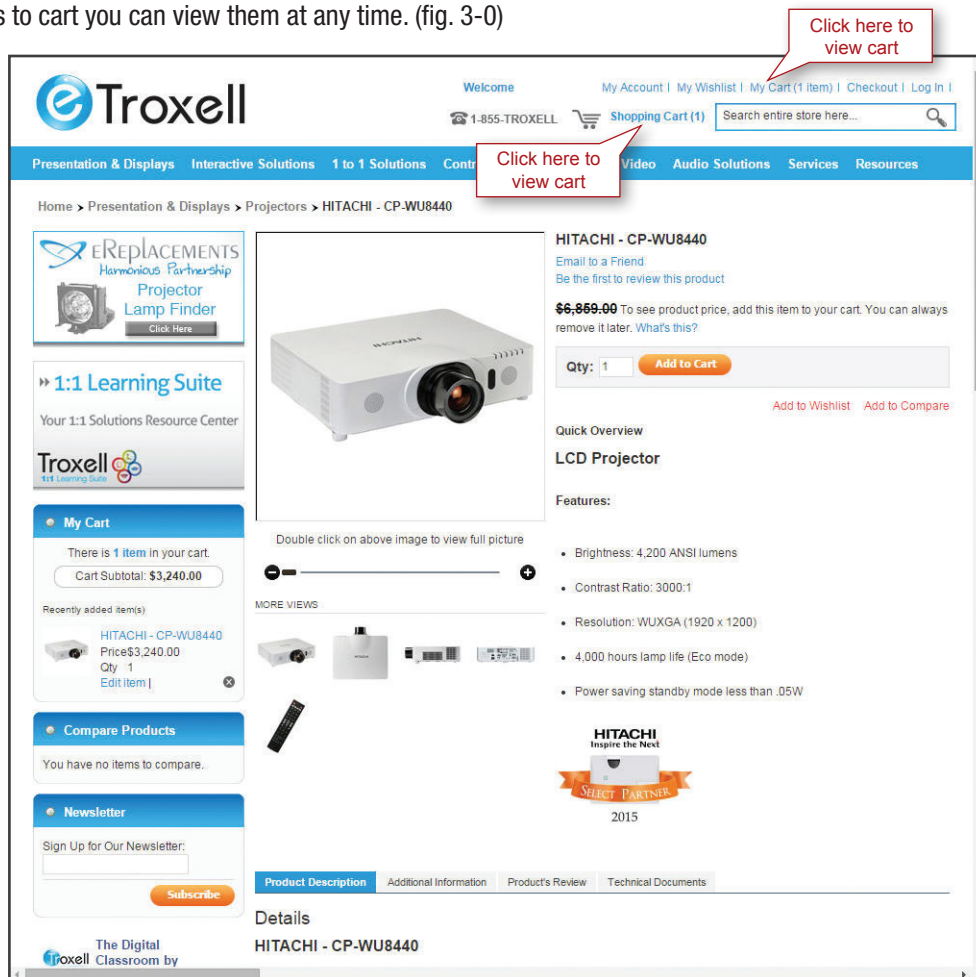 s to cart you can view them at any time. (fig. 3-0)
Click here to
view cart
eTroxell
Welcome
My Account | My Wishlist | My Cart (1 item) | Checkout | Log In |
1-855-TROXELL
Shopping Cart (1)
Search entire store here...
Presentation & Displays Interactive Solutions 1 to 1 Solutions Contr Video Audio Solutions Services Resources
Click here to
view cart
Home > Presentation & Displays > Projectors > HITACHI - CP-WU8440
eReplacements
Harmonious Partnership
Projector
Lamp Finder
Click Here
1:1 Learning Suite
Your 1:1 Solutions Resource Center
Troxell
1:1 Learning Suite
My Cart
There is 1 item in your cart.
Cart Subtotal: $3,240.00
Recently added item(s)
HITACHI - CP-WU8440
Price$3,240.00
Qty 1
Edit item |
Compare Products
You have no items to compare.
Newsletter
Sign Up for Our Newsletter:
Subscribe
The Digital
Troxell Classroom by
HITACHI
Double click on above image to view full picture
MORE VIEWS
HITACHI - CP-WU8440
Email to a Friend
Be the first to review this product
$6,859.00 To see product price, add this item to your cart. You can always
remove it later. What's this?
Qty: 1 Add to Cart
Add to Wishlist Add to Compare
Quick Overview
LCD Projector
Features:
• Brightness: 4,200 ANSI lumens
• Contrast Ratio: 3000:1
• Resolution: WUXGA (1920 x 1200)
• 4,000 hours lamp life (Eco mode)
• Power saving standby mode less than .05W
HITACHI
Inspire the Next
SELECT PARTNER
2015
Product Description Additional Information Product's Review Technical Documents
Details
HITACHI - CP-WU8440